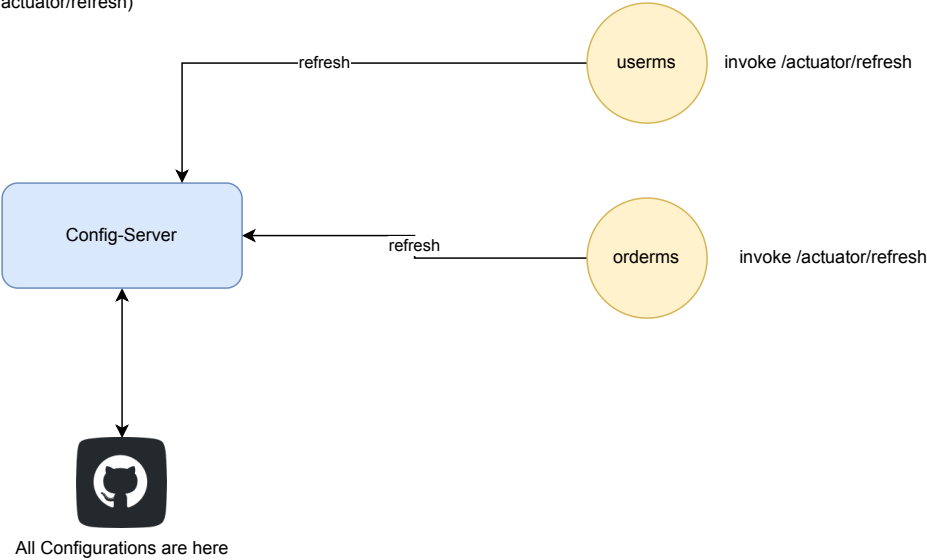 actuator/refresh)
refresh
userms
invoke /actuator/refresh
Config-Server
refresh
orderms
invoke /actuator/refresh
All Configurations are here